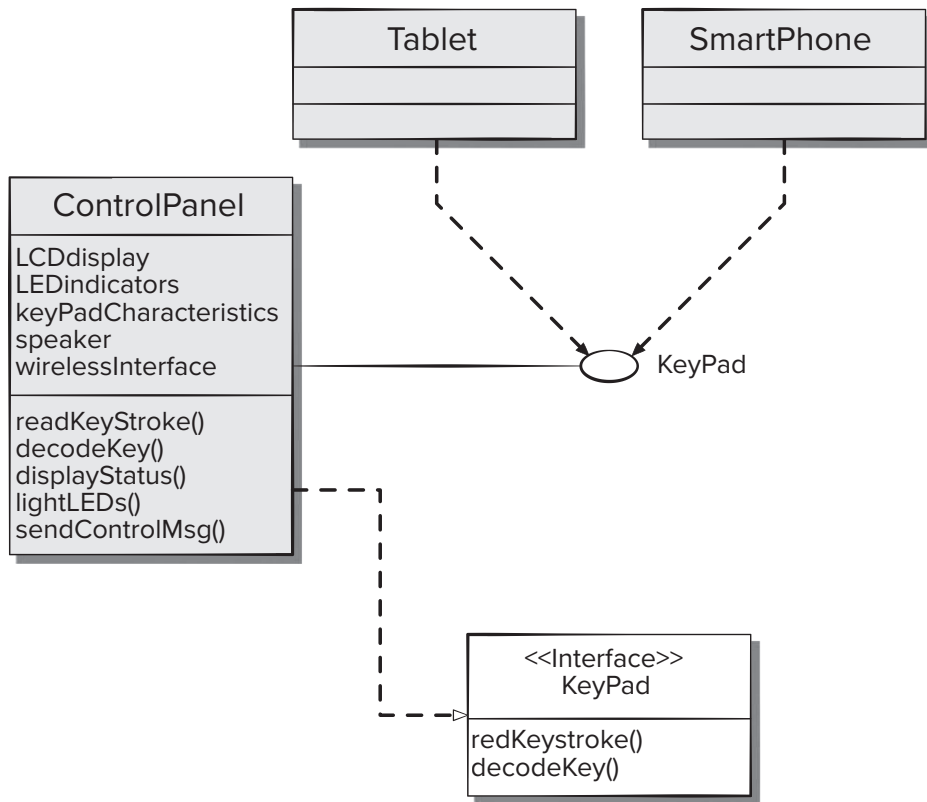 Tablet
SmartPhone
ControlPanel
LCDdisplay
LEDindicators
keyPadCharacteristics
speaker
wirelessInterface
KeyPad
readKeyStroke()
decodeKey()
displayStatus()
lightLEDs()
sendControlMsg()
<<Interface>>
KeyPad
redKeystroke()
decodeKey()